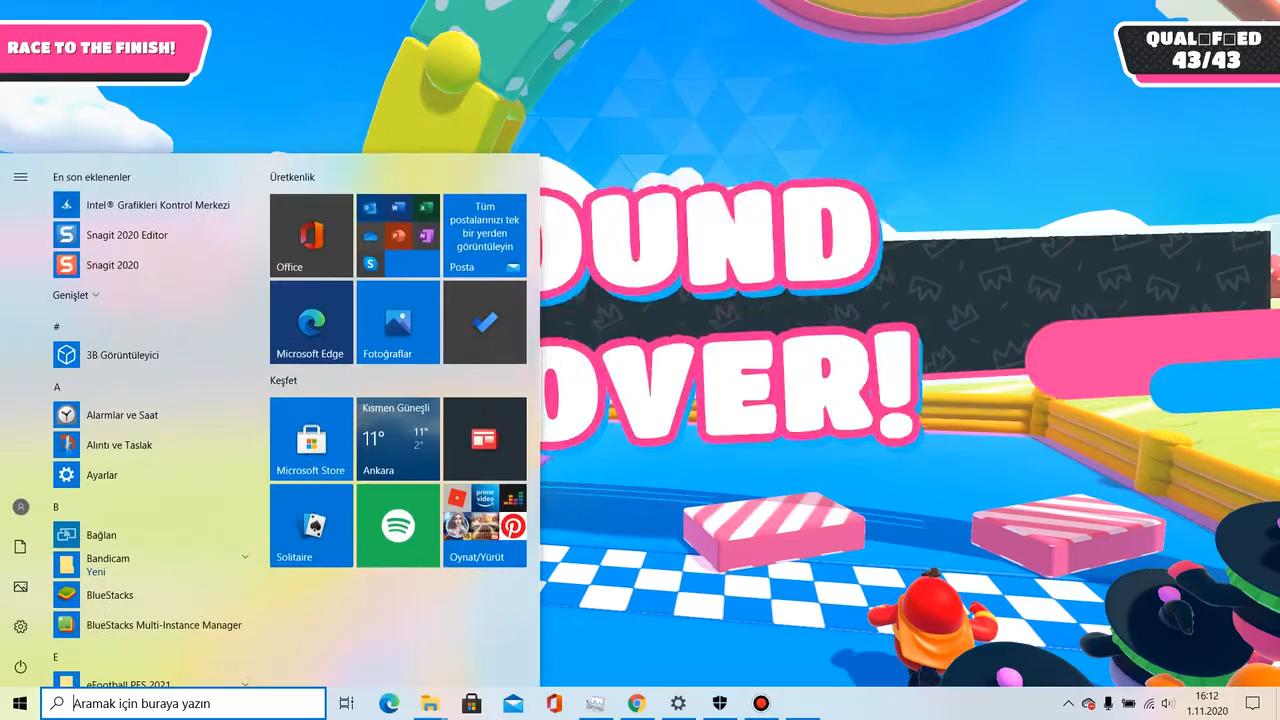 RACE TO THE FINISH!
QUAL□F□ED
43/43
OUND
OVER!
En son eklenenler
Intel® Grafikleri Kontrol Merkezi
Snagit 2020 Editor
Snagit 2020
Genişlet
#
3B Görüntüleyici
A
Alarmlar ve Saat
Alıntı ve Taslak
Ayarlar
B
Bağlan
Bandicam
Yeni
BlueStacks
BlueStacks Multi-Instance Manager
E
eFootball PES 2021
Üretkenlik
Office
Tüm
postalarınızı tek
bir yerden
görüntüleyin
Posta
Microsoft Edge
Fotoğraflar
Keşfet
Microsoft Store
Kısmen Güneşli
11°
11°
2°
Ankara
Solitaire
prime video
Oynat/Yürüt
Aramak için buraya yazın
16:12
1.11.2020